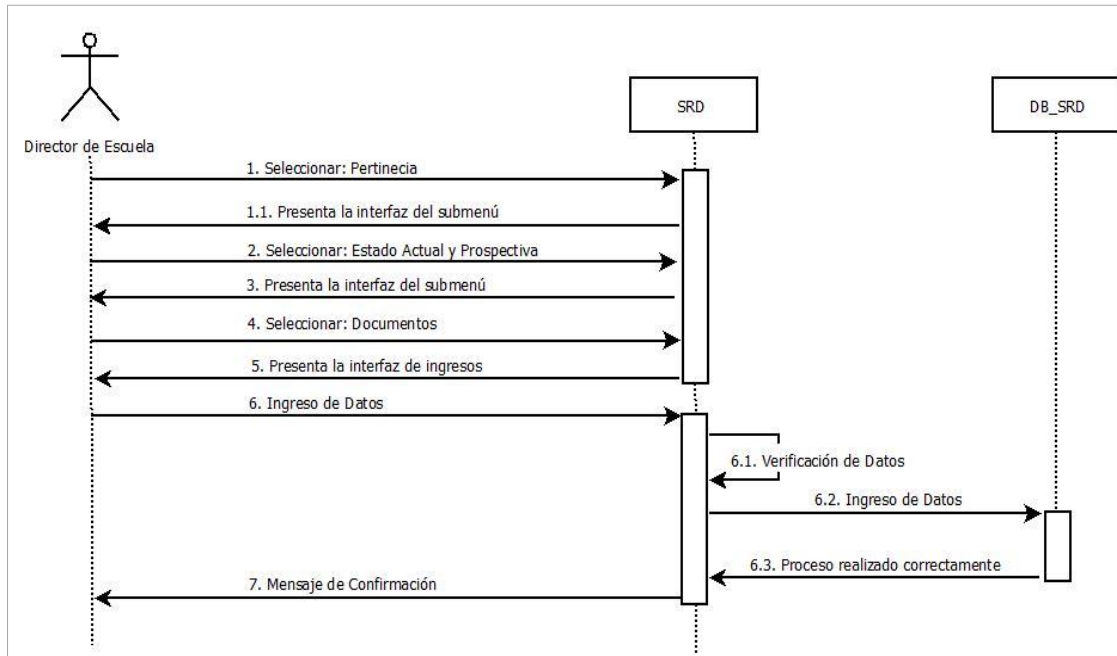 SRD
DB_SRD
Director de Escuela
1. Seleccionar: Pertinecia
1.1. Presenta la interfaz del submenú
2. Seleccionar: Estado Actual y Prospectiva
3. Presenta la interfaz del submenú
4. Seleccionar: Documentos
5. Presenta la interfaz de ingresos
6. Ingreso de Datos
6.1. Verificación de Datos
6.2. Ingreso de Datos
6.3. Proceso realizado correctamente
7. Mensaje de Confirmación